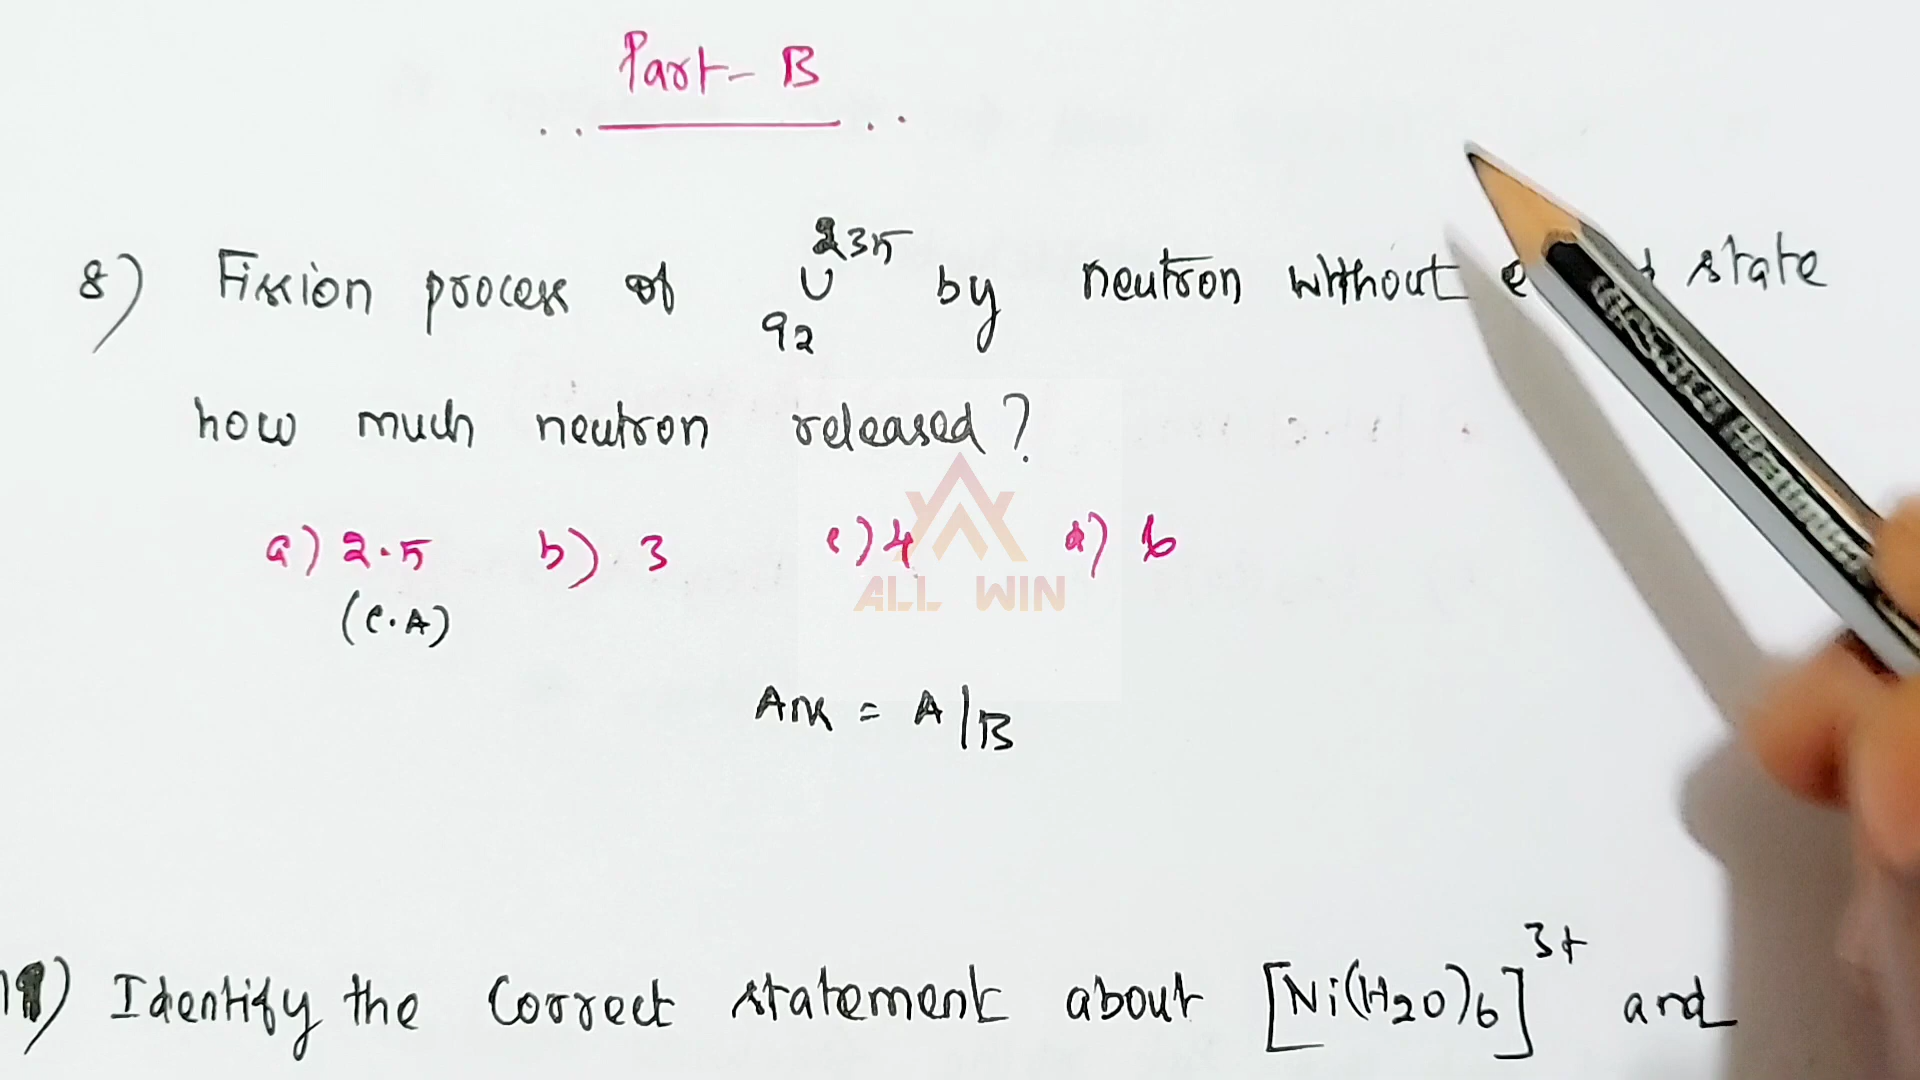 Part - B
8) Fission process of 92 U 235 by neutron without state
how much neutron released?
a) 2.5 b) 3 c) 4 d) 6
(C.A)
ALL WIN
Ans = A/B
19) Identify the correct statement about [Ni(H2O)6]3+ and